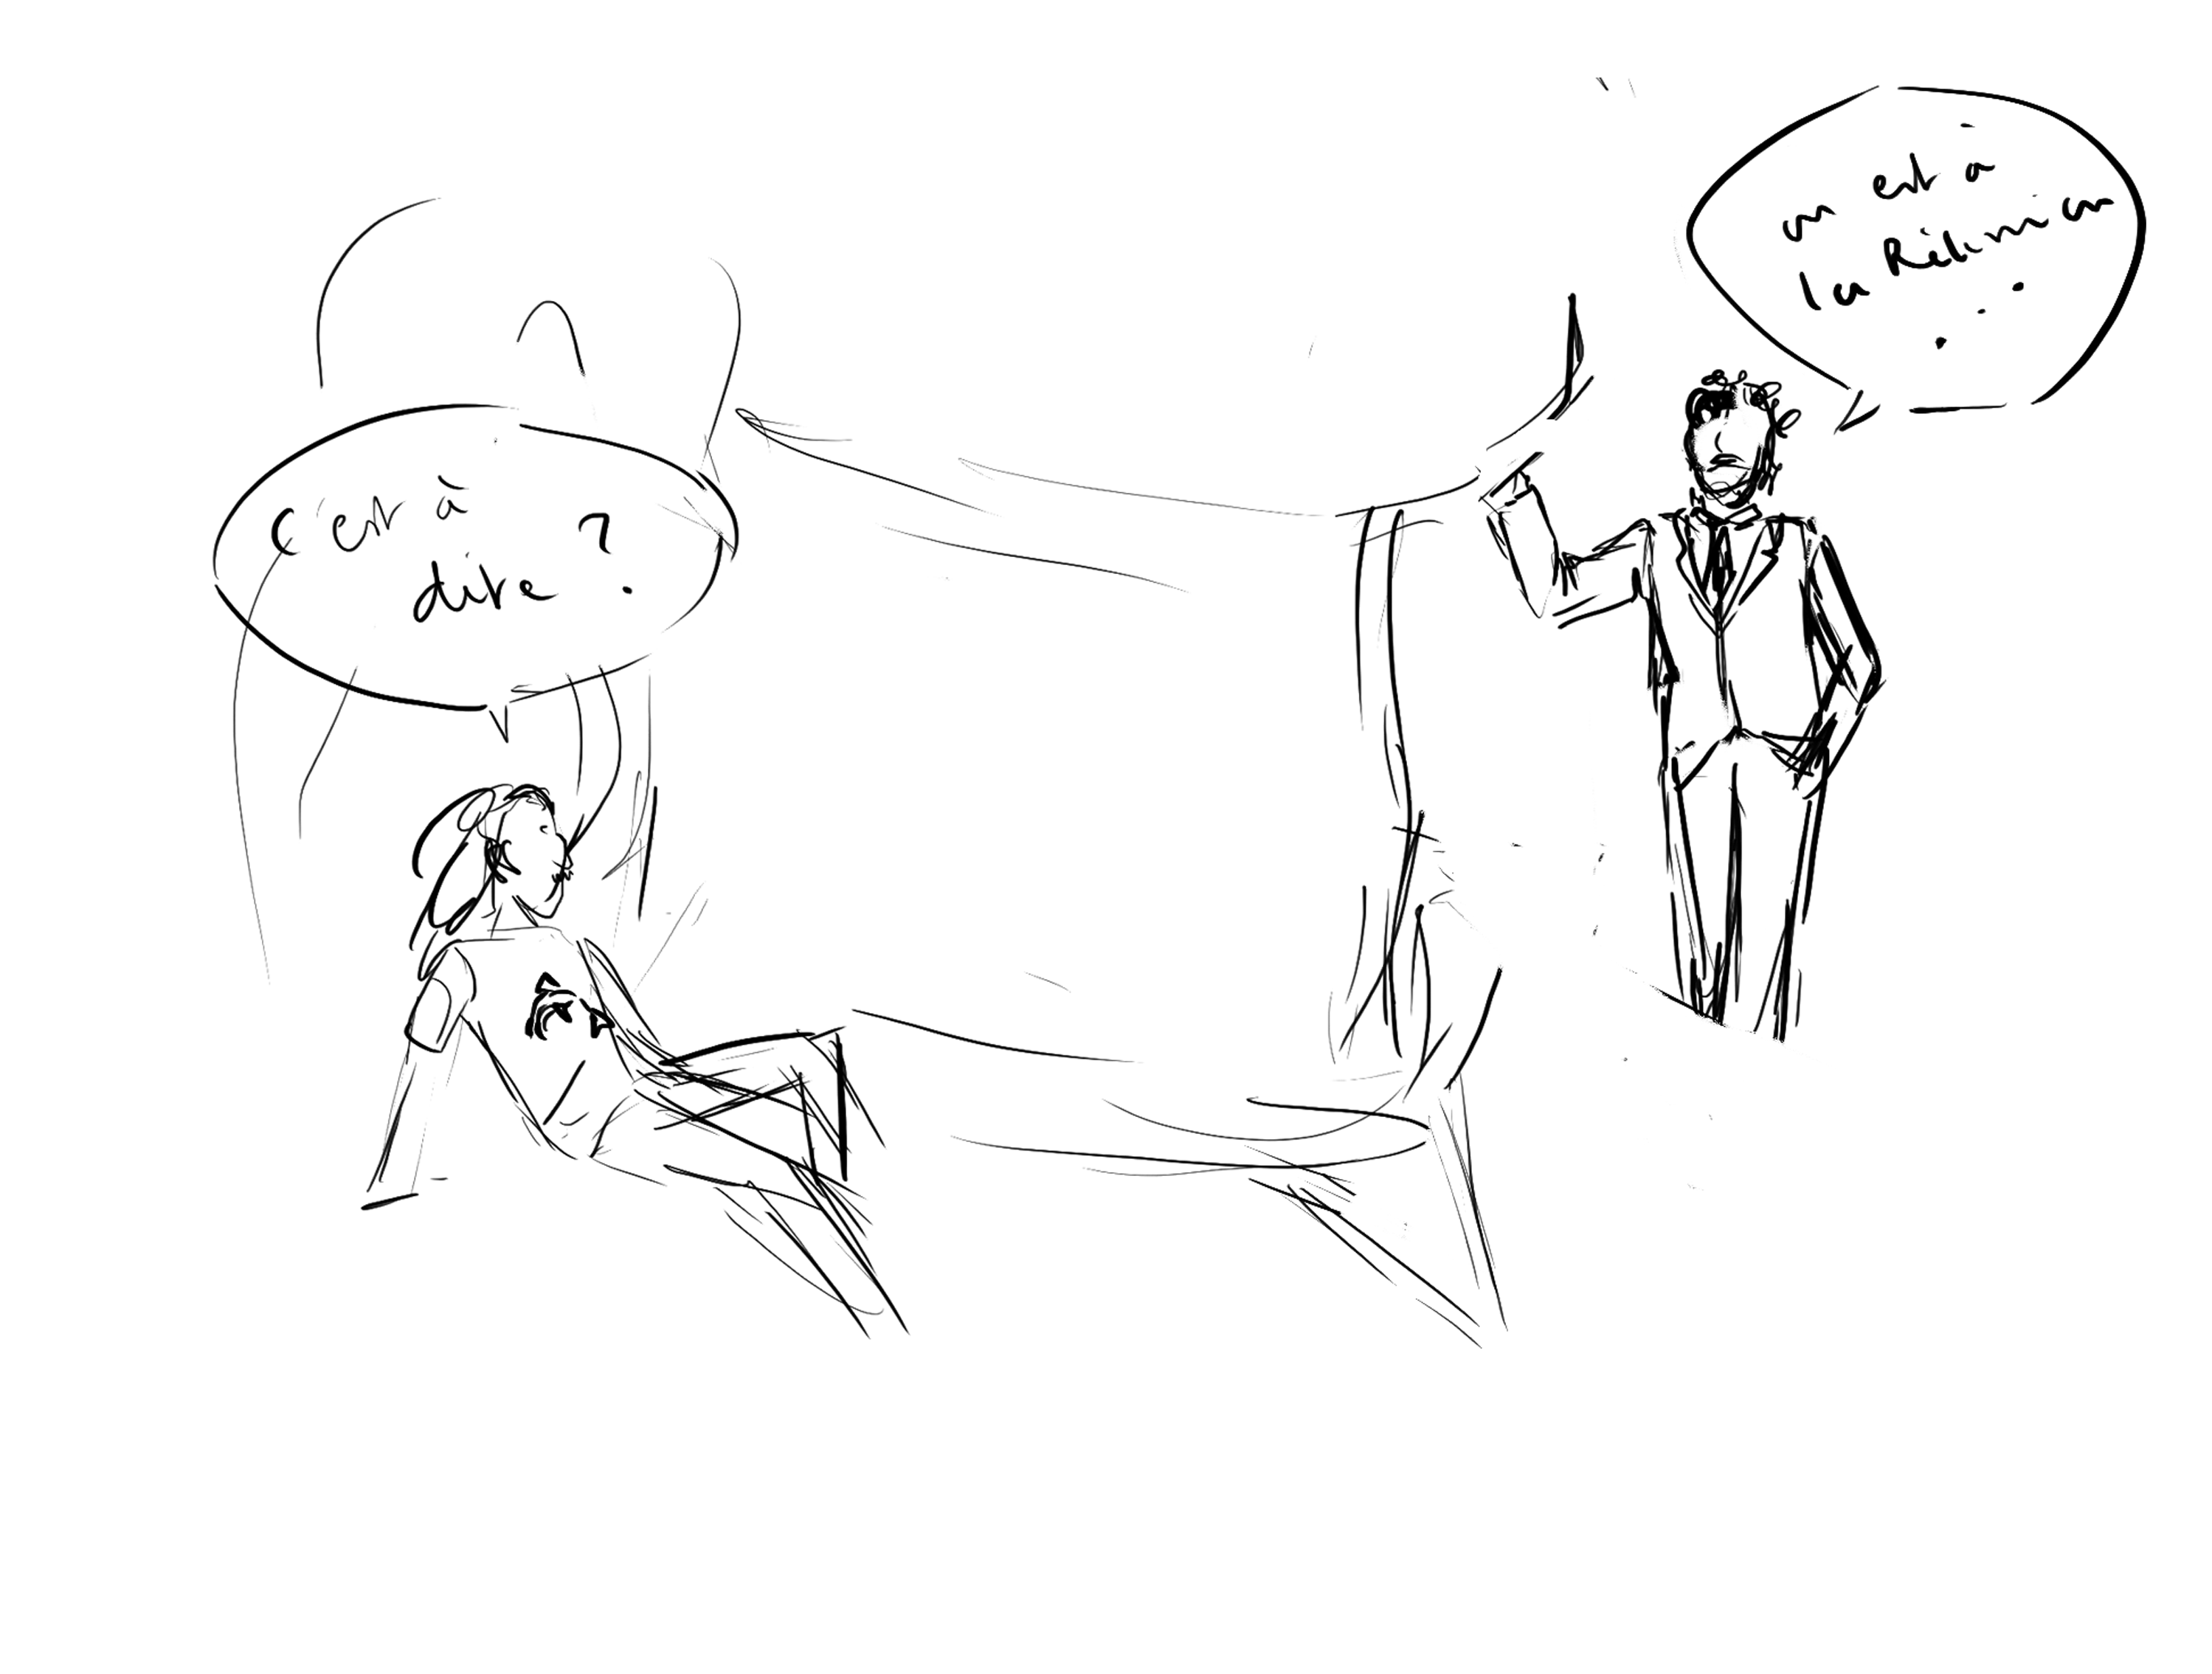 C'est à
dire ?
on est à
la Réunion
...